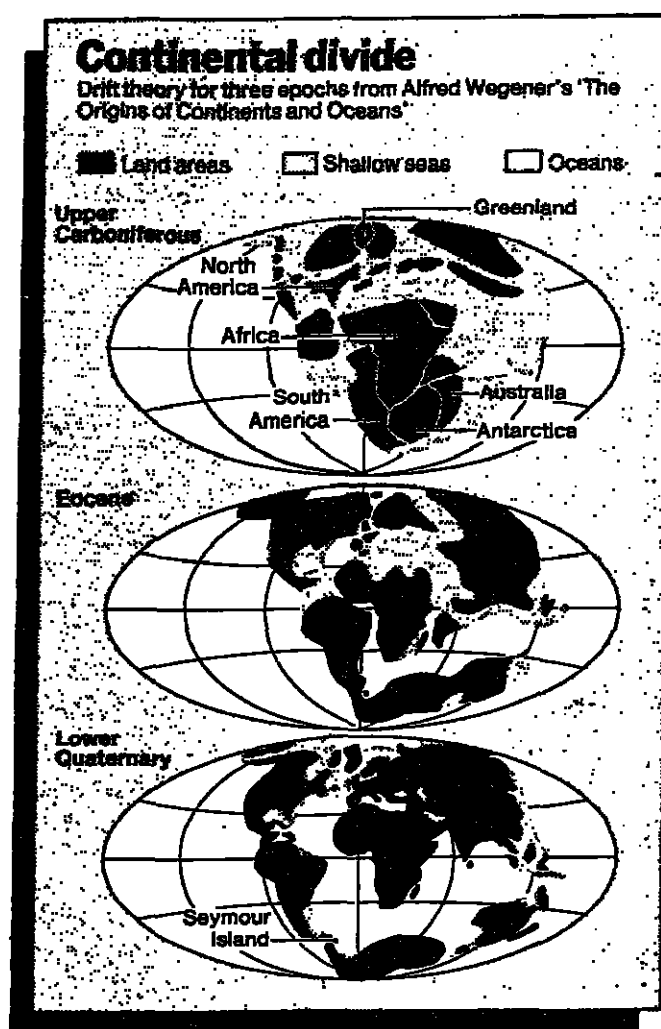 Continental divide
Drift theory for three epochs from Alfred Wegener's 'The
Origins of Continents and Oceans'
Land areas
Shallow seas
Oceans
Upper
Carboniferous
Greenland
North
America
Africa
South
America
Australia
Antarctica
Eocene
Lower
Quaternary
Seymour
Island